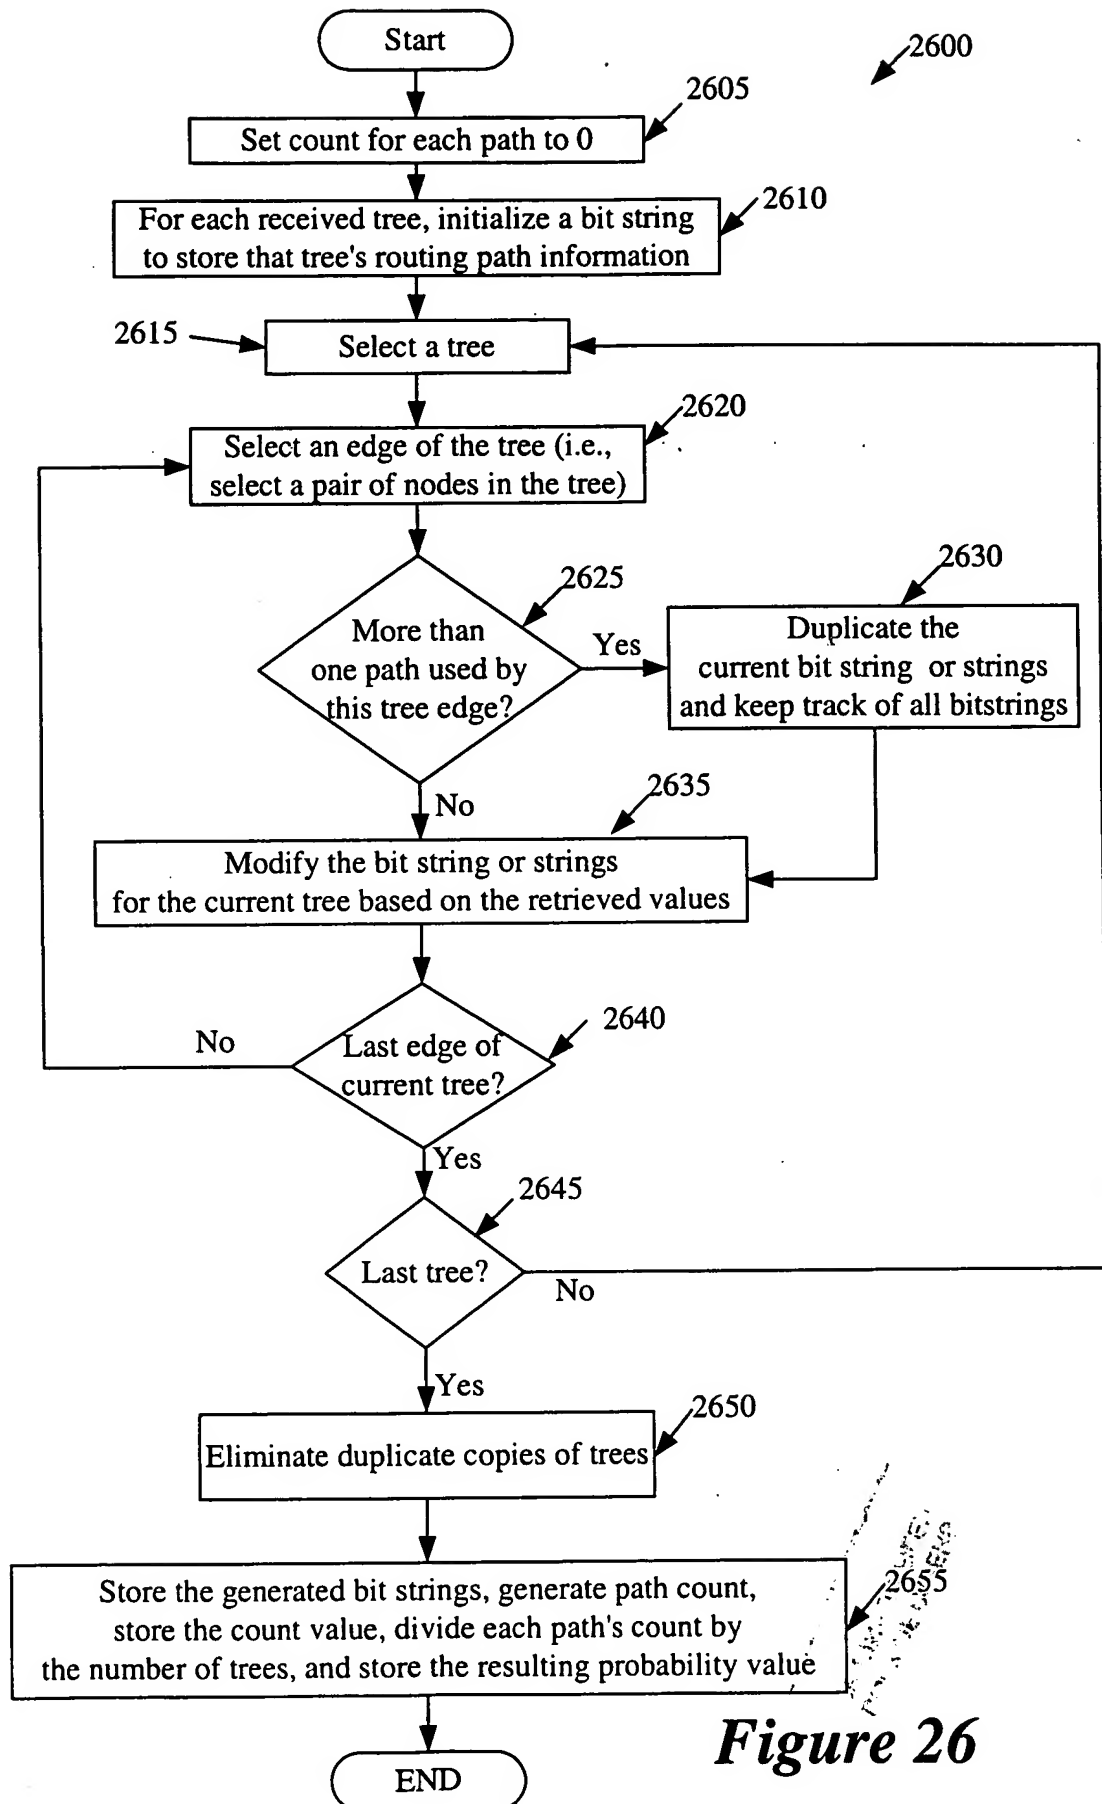 Start
2600
2605
Set count for each path to 0
2610
For each received tree, initialize a bit string
to store that tree's routing path information
2615
Select a tree
2620
Select an edge of the tree (i.e.,
select a pair of nodes in the tree)
2625
2630
More than
one path used by
this tree edge?
Yes
Duplicate the
current bit string or strings
and keep track of all bitstrings
No
2635
Modify the bit string or strings
for the current tree based on the retrieved values
2640
No
Last edge of
current tree?
Yes
2645
Last tree?
No
Yes
2650
Eliminate duplicate copies of trees
2655
Store the generated bit strings, generate path count,
store the count value, divide each path's count by
the number of trees, and store the resulting probability value
Figure 26
END